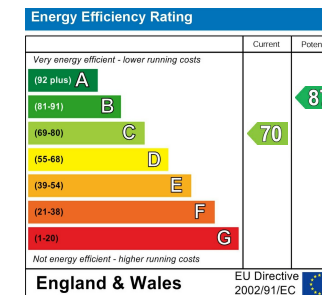 Energy Efficiency Rating
Current
Very energy efficient - lower running costs
(92 plus) A
(81-91) B
(69-80) C
70
(55-68) D
(39-54) E
(21-38) F
(1-20) G
Not energy efficient - higher running costs
England & Wales
EU Directive
2002/91/EC